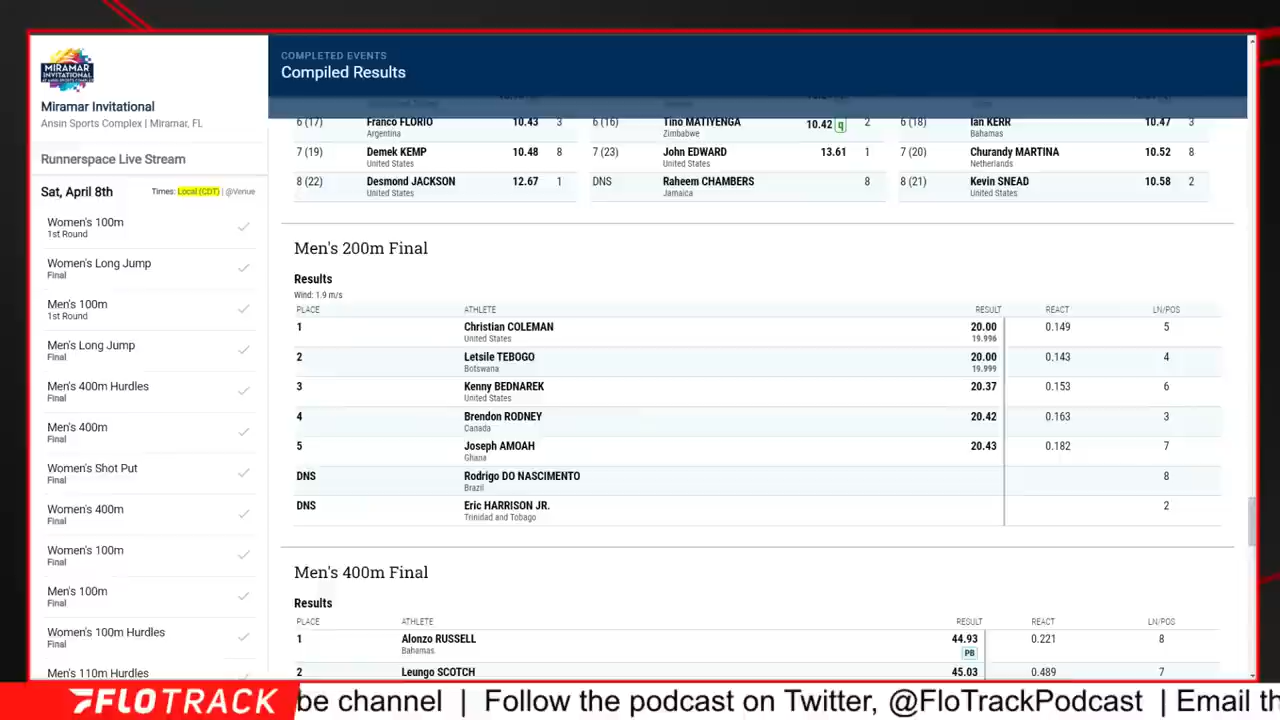 MIRAMAR
INVITATIONAL
Miramar Invitational
Ansin Sports Complex | Miramar, FL
Runnerspace Live Stream
Sat, April 8th
Times: Local (CDT) | @Venue
Women's 100m
1st Round
Women's Long Jump
Final
Men's 100m
1st Round
Men's Long Jump
Final
Men's 400m Hurdles
Final
Men's 400m
Final
Women's Shot Put
Final
Women's 400m
Final
Women's 100m
Final
Men's 100m
Final
Women's 100m Hurdles
Final
Men's 110m Hurdles
COMPLETED EVENTS
Compiled Results
6 (17) Franco FLORIO 10.43 3
Argentina
7 (19) Demek KEMP 10.48 8
United States
8 (22) Desmond JACKSON 12.67 1
United States
6 (16) Tino MATIYENGA 10.42 q 2
Zimbabwe
7 (23) John EDWARD 13.61 1
United States
DNS Raheem CHAMBERS 8
Jamaica
6 (18) Ian KERR 10.47 3
Bahamas
7 (20) Churandy MARTINA 10.52 8
Netherlands
8 (21) Kevin SNEAD 10.58 2
United States
Men's 200m Final
Results
Wind: 1.9 m/s
PLACE ATHLETE RESULT REACT LN/POS
1 Christian COLEMAN 20.00 0.149 5
United States 19.996
2 Letsile TEBOGO 20.00 0.143 4
Botswana 19.999
3 Kenny BEDNAREK 20.37 0.153 6
United States
4 Brendon RODNEY 20.42 0.163 3
Canada
5 Joseph AMOAH 20.43 0.182 7
Ghana
DNS Rodrigo DO NASCIMENTO 8
Brazil
DNS Eric HARRISON JR. 2
Trinidad and Tobago
Men's 400m Final
Results
PLACE ATHLETE RESULT REACT LN/POS
1 Alonzo RUSSELL 44.93 0.221 8
Bahamas PB
2 Leungo SCOTCH 45.03 0.489 7
FLOTRACK be channel | Follow the podcast on Twitter, @FloTrackPodcast | Email th